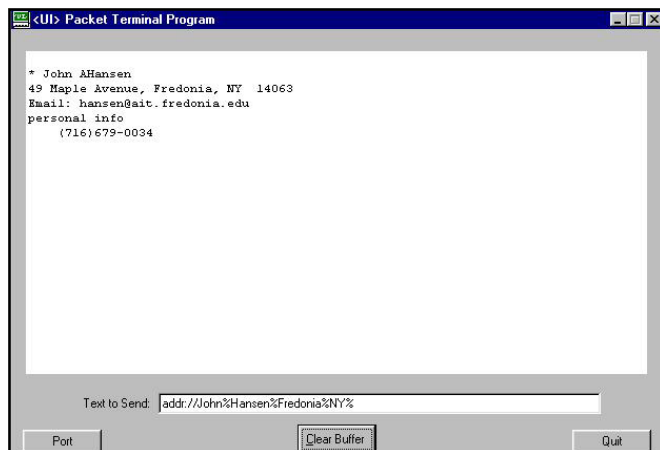 <UI> Packet Terminal Program
* John AHansen
49 Maple Avenue, Fredonia, NY  14063
Email: hansen@ait.fredonia.edu
personal info
    (716)679-0034
Text to Send: addr://John%Hansen%Fredonia%NY%
Port Clear Buffer Quit